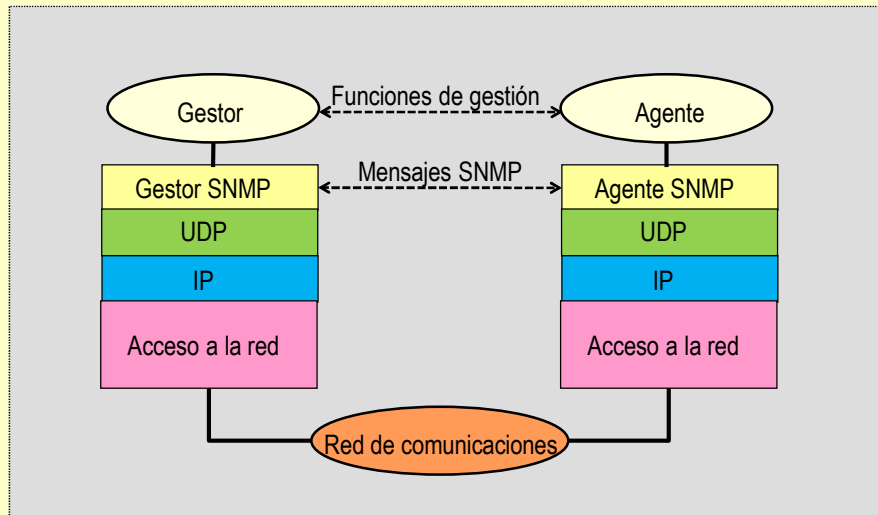 Gestor
Funciones de gestión
Agente
Gestor SNMP
Mensajes SNMP
Agente SNMP
UDP
UDP
IP
IP
Acceso a la red
Acceso a la red
Red de comunicaciones